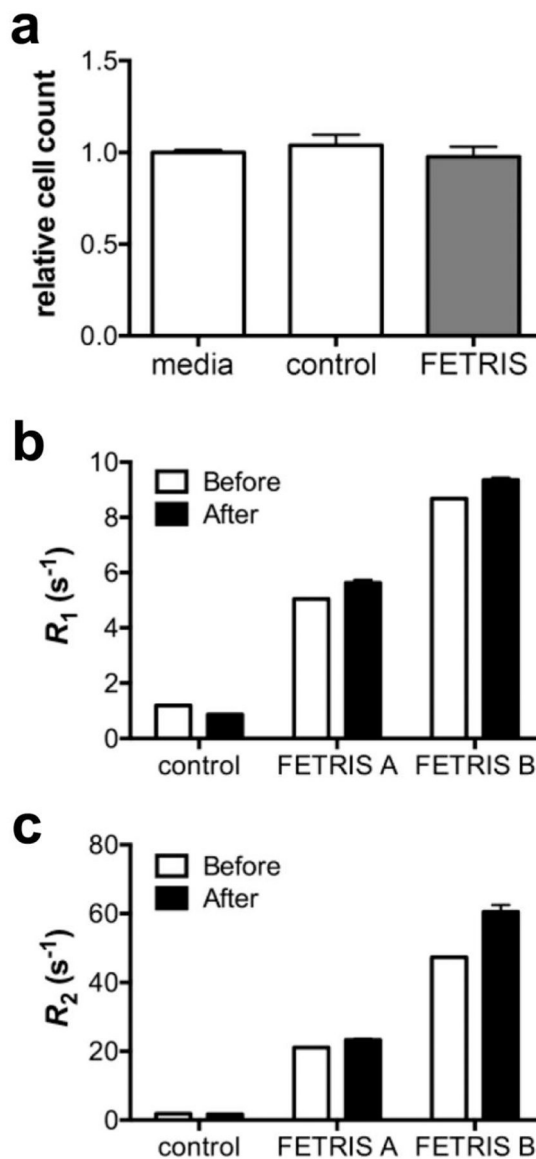 a
relative cell count
1.5
1.0
0.5
0.0
media control FETRIS
b
R1 (s-1)
10
8
6
4
2
0
Before
After
control FETRIS A FETRIS B
c
R2 (s-1)
80
60
40
20
0
Before
After
control FETRIS A FETRIS B